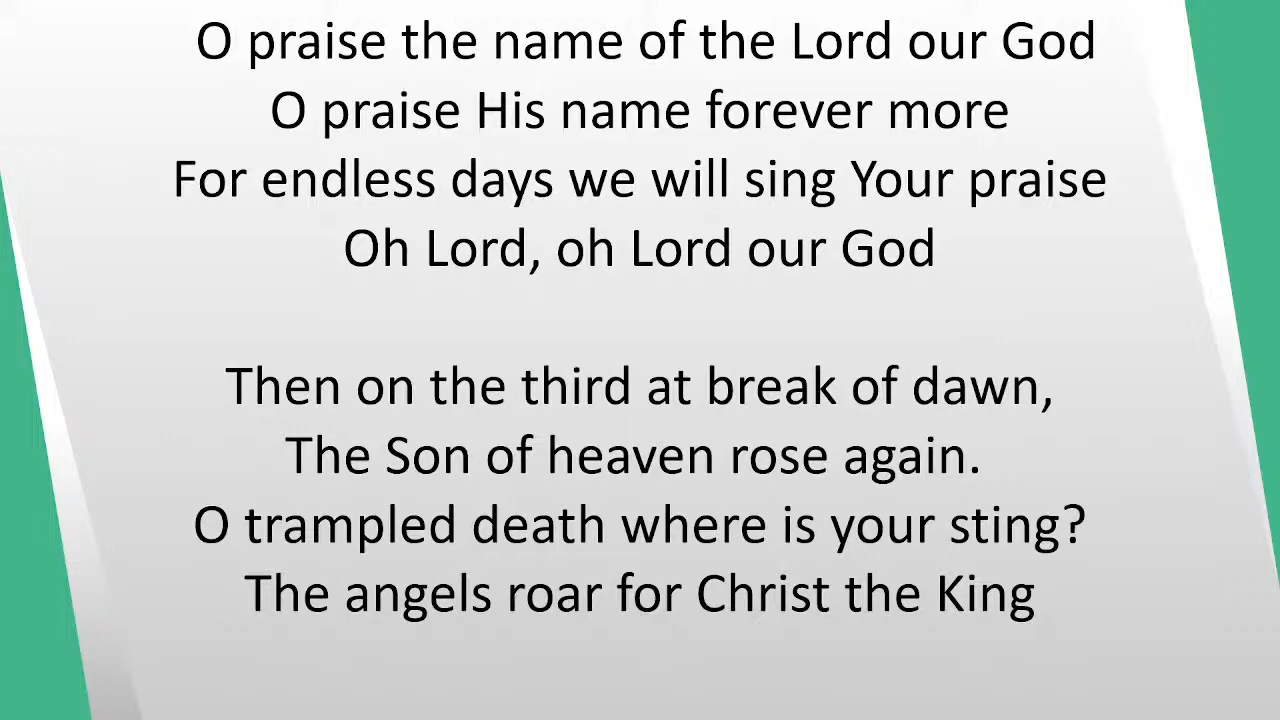 O praise the name of the Lord our God
O praise His name forever more
For endless days we will sing Your praise
Oh Lord, oh Lord our God
Then on the third at break of dawn,
The Son of heaven rose again.
O trampled death where is your sting?
The angels roar for Christ the King